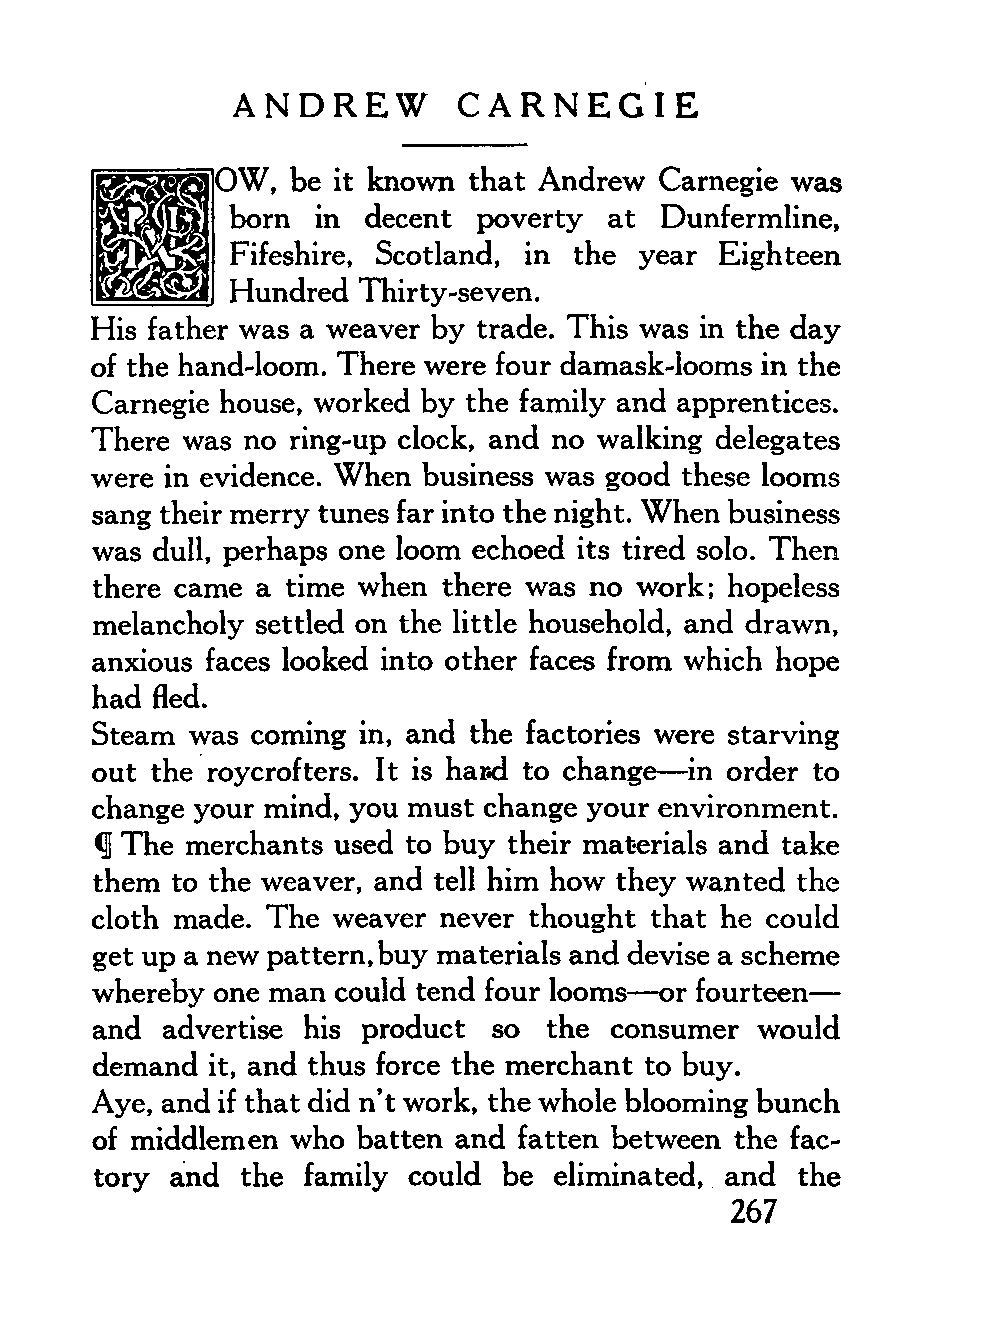 ANDREW CARNEGIE
NOW, be it known that Andrew Carnegie was
born in decent poverty at Dunfermline,
Fifeshire, Scotland, in the year Eighteen
Hundred Thirty-seven.
His father was a weaver by trade. This was in the day
of the hand-loom. There were four damask-looms in the
Carnegie house, worked by the family and apprentices.
There was no ring-up clock, and no walking delegates
were in evidence. When business was good these looms
sang their merry tunes far into the night. When business
was dull, perhaps one loom echoed its tired solo. Then
there came a time when there was no work; hopeless
melancholy settled on the little household, and drawn,
anxious faces looked into other faces from which hope
had fled.
Steam was coming in, and the factories were starving
out the roycrofters. It is hard to change—in order to
change your mind, you must change your environment.
¶ The merchants used to buy their materials and take
them to the weaver, and tell him how they wanted the
cloth made. The weaver never thought that he could
get up a new pattern, buy materials and devise a scheme
whereby one man could tend four looms—or fourteen—
and advertise his product so the consumer would
demand it, and thus force the merchant to buy.
Aye, and if that did n't work, the whole blooming bunch
of middlemen who batten and fatten between the fac-
tory and the family could be eliminated, and the
267